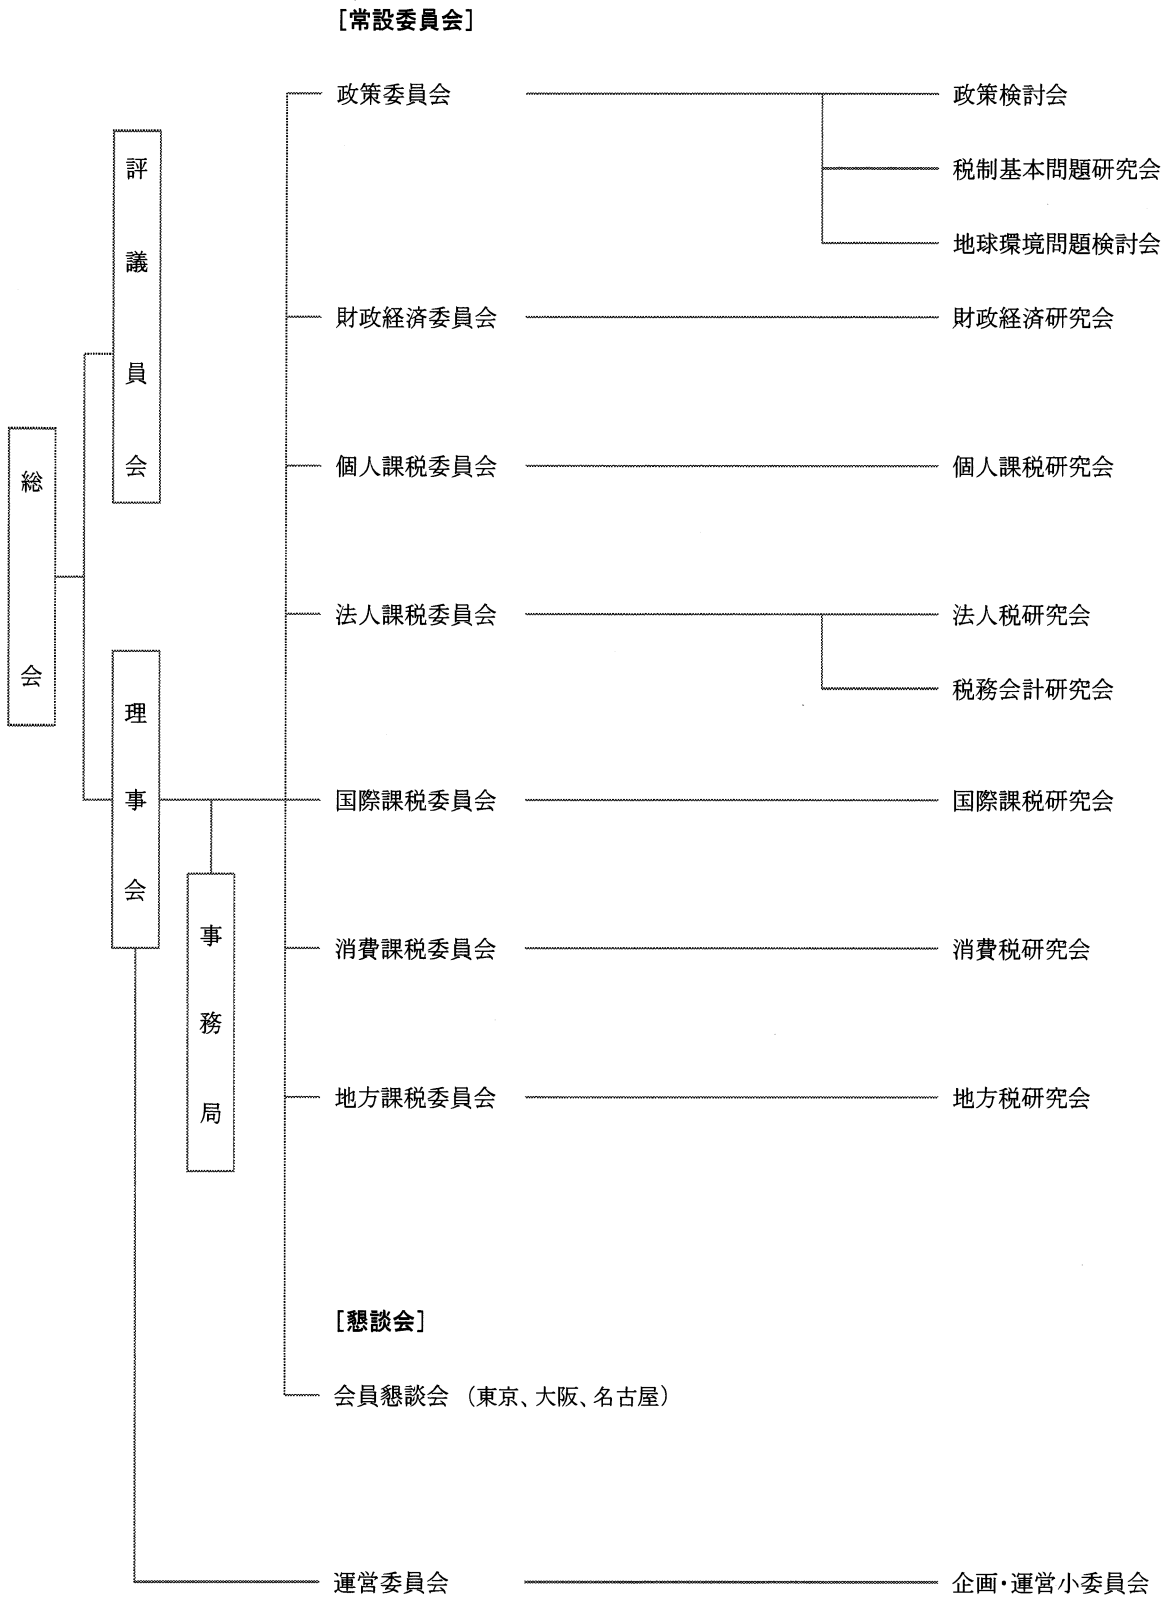 [常設委員会]
総会
評議員会
理事会
事務局
政策委員会
政策検討会
税制基本問題研究会
地球環境問題検討会
財政経済委員会
財政経済研究会
個人課税委員会
個人課税研究会
法人課税委員会
法人税研究会
税務会計研究会
国際課税委員会
国際課税研究会
消費課税委員会
消費税研究会
地方課税委員会
地方税研究会
[懇談会]
会員懇談会 (東京、大阪、名古屋)
運営委員会
企画・運営小委員会